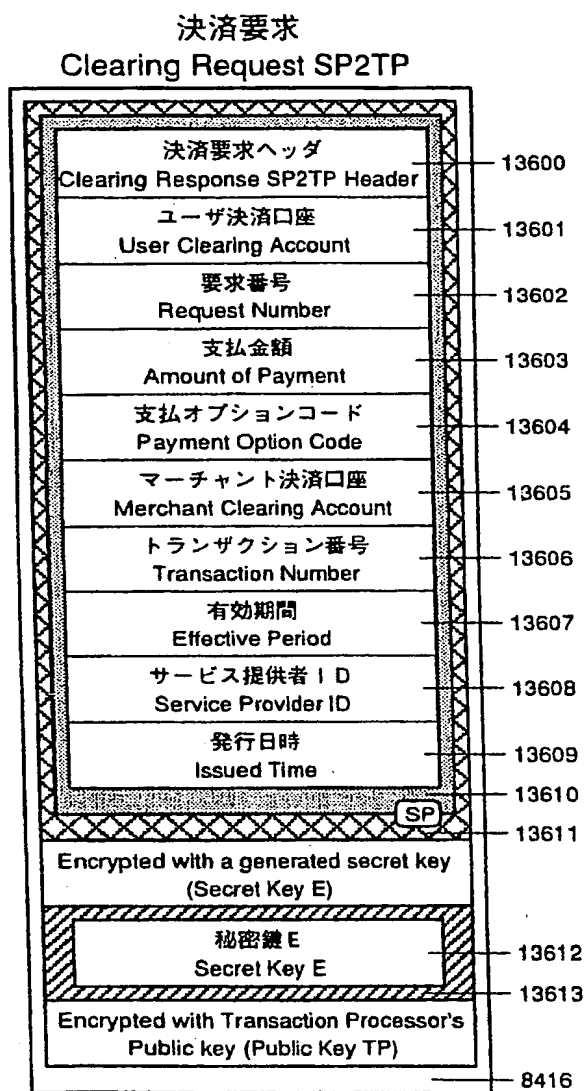 決済要求
Clearing Request SP2TP
決済要求ヘッダ
Clearing Response SP2TP Header
13600
ユーザ決済口座
User Clearing Account
13601
要求番号
Request Number
13602
支払金額
Amount of Payment
13603
支払オプションコード
Payment Option Code
13604
マーチャント決済口座
Merchant Clearing Account
13605
トランザクション番号
Transaction Number
13606
有効期間
Effective Period
13607
サービス提供者ID
Service Provider ID
13608
発行日時
Issued Time
13609
13610
SP
13611
Encrypted with a generated secret key
(Secret Key E)
秘密鍵E
Secret Key E
13612
13613
Encrypted with Transaction Processor's
Public key (Public Key TP)
8416